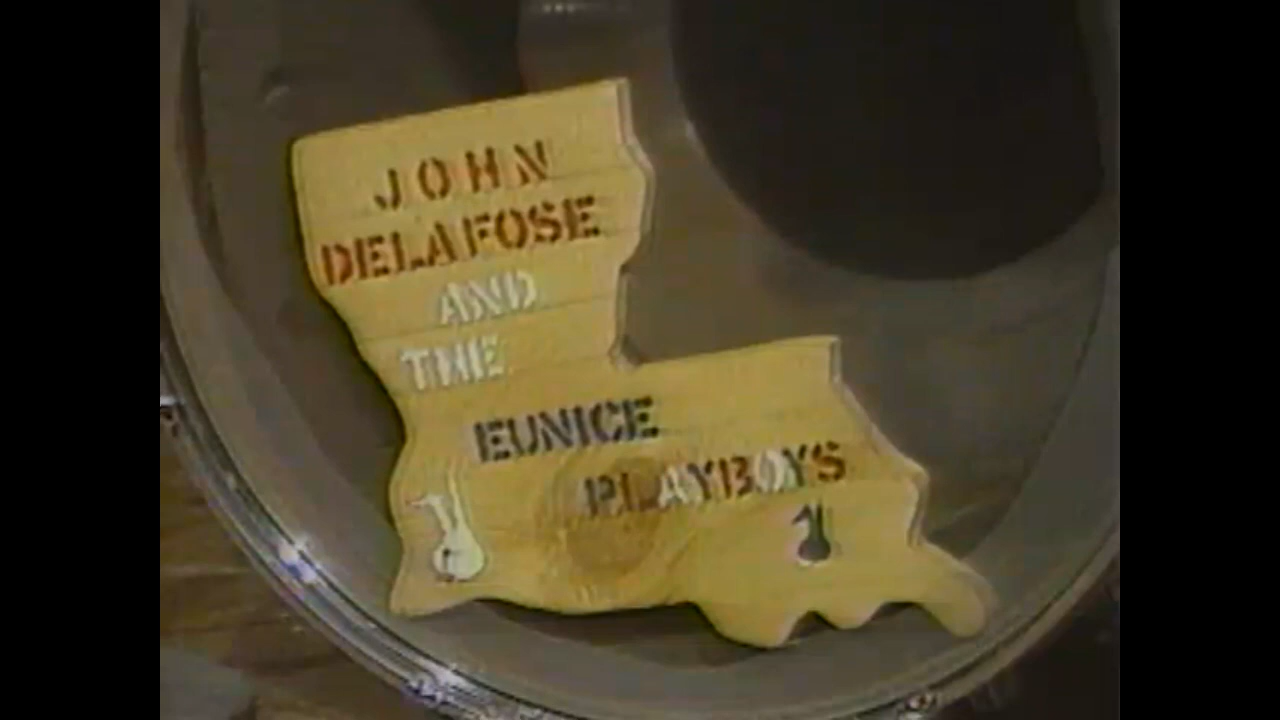 JOHN
DELAFOSE
AND
THE
EUNICE
PLAYBOYS